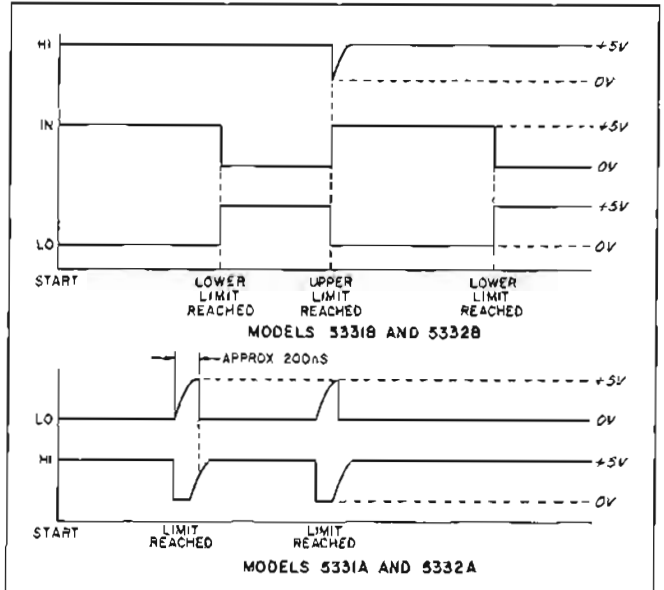 HI
+5V
0V
IN
+5V
0V
+5V
LO
0V
START
LOWER LIMIT REACHED
UPPER LIMIT REACHED
LOWER LIMIT REACHED
MODELS 5331B AND 5332B
APPROX 200nS
+5V
LO
0V
HI
+5V
0V
START
LIMIT REACHED
LIMIT REACHED
MODELS 5331A AND 5332A